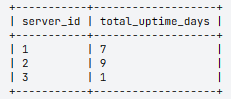 +-----------+-------------------+
| server_id | total_uptime_days |
+-----------+-------------------+
| 1         | 7                 |
| 2         | 9                 |
| 3         | 1                 |
+-----------+-------------------+